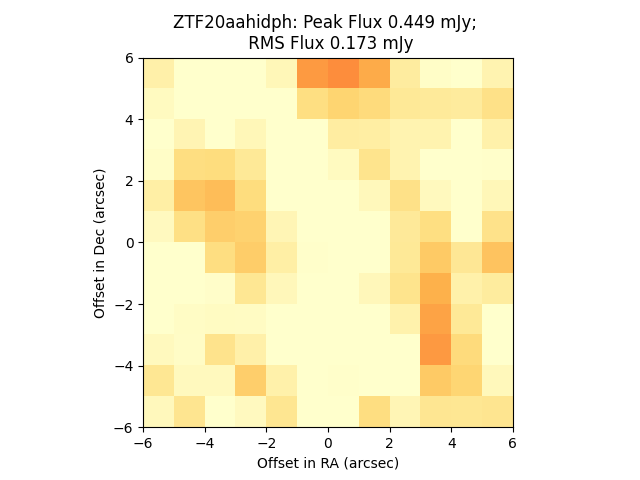 ZTF20aahidph: Peak Flux 0.449 mJy;
RMS Flux 0.173 mJy
6
4
2
0
−2
−4
−6
Offset in Dec (arcsec)
−6 −4 −2 0 2 4 6
Offset in RA (arcsec)